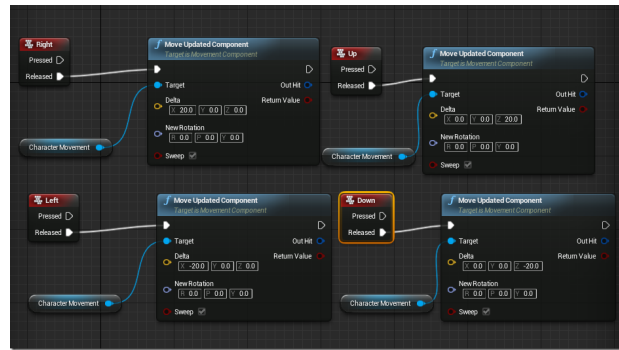 Right
Pressed
Released
Move Updated Component
Target is Movement Component
Target
Out Hit
Delta
Return Value
X 20.0 Y 0.0 Z 0.0
New Rotation
R 0.0 P 0.0 Y 0.0
Sweep
Character Movement
Up
Pressed
Released
Move Updated Component
Target is Movement Component
Target
Out Hit
Delta
Return Value
X 0.0 Y 0.0 Z 20.0
New Rotation
R 0.0 P 0.0 Y 0.0
Sweep
Character Movement
Left
Pressed
Released
Move Updated Component
Target is Movement Component
Target
Out Hit
Delta
Return Value
X -20.0 Y 0.0 Z 0.0
New Rotation
R 0.0 P 0.0 Y 0.0
Sweep
Character Movement
Down
Pressed
Released
Move Updated Component
Target is Movement Component
Target
Out Hit
Delta
Return Value
X 0.0 Y 0.0 Z -20.0
New Rotation
R 0.0 P 0.0 Y 0.0
Sweep
Character Movement